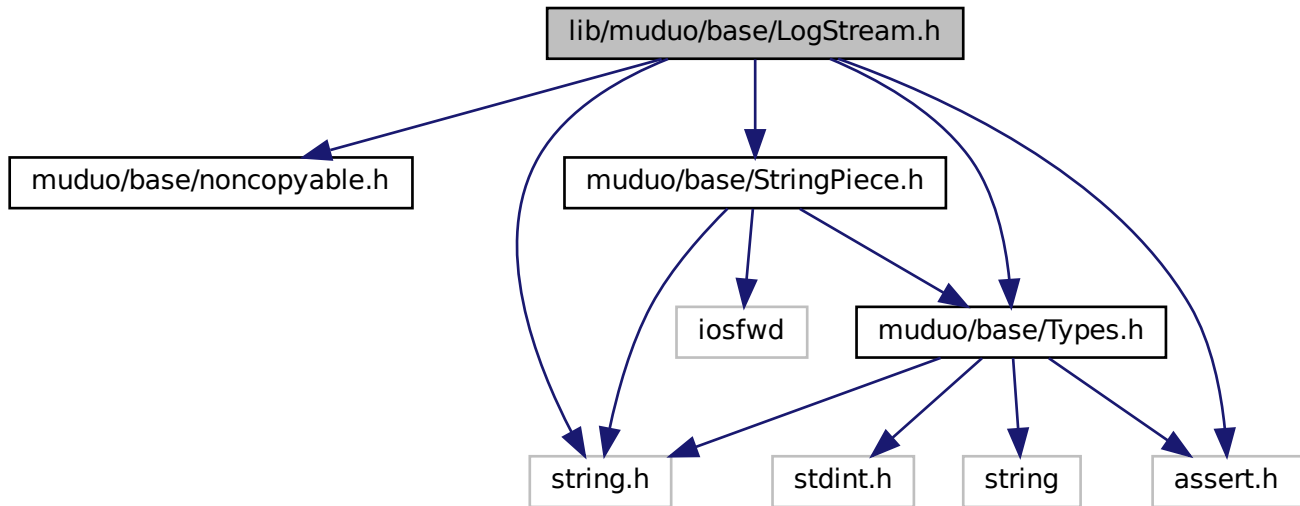 lib/muduo/base/LogStream.h
muduo/base/noncopyable.h
muduo/base/StringPiece.h
iosfwd
muduo/base/Types.h
string.h
stdint.h
string
assert.h